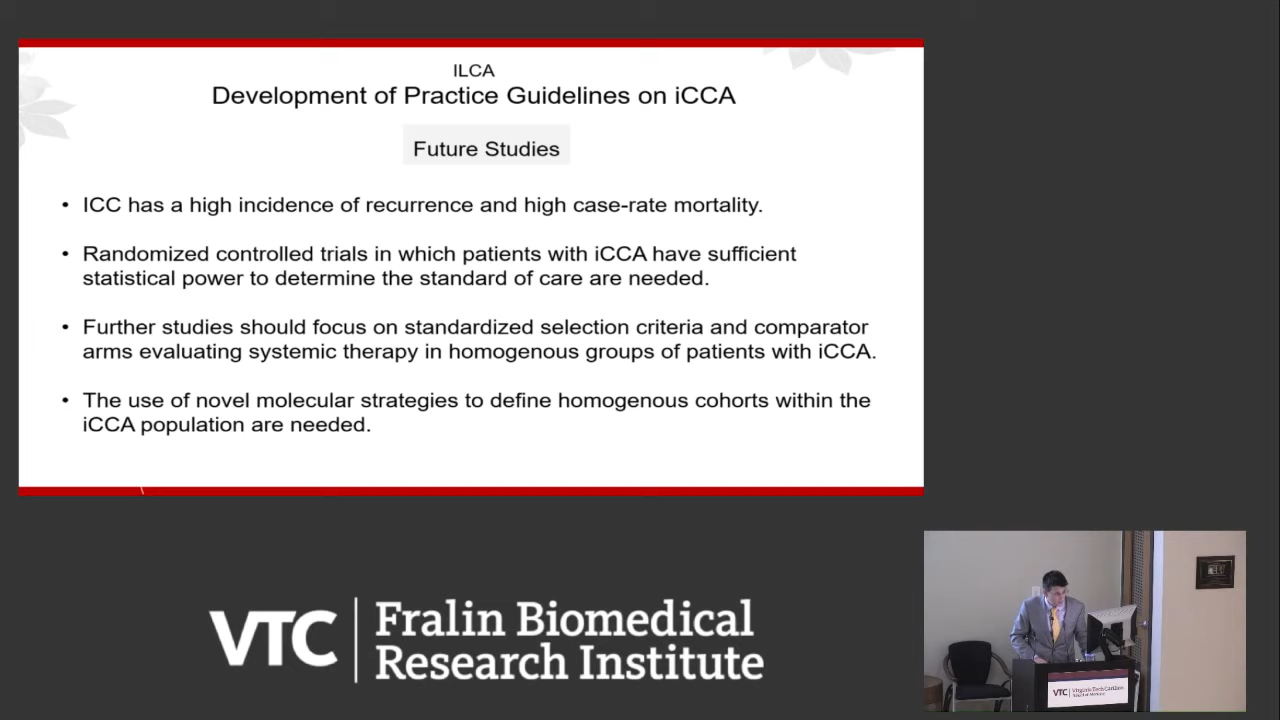 ILCA
Development of Practice Guidelines on iCCA
Future Studies
• ICC has a high incidence of recurrence and high case-rate mortality.
• Randomized controlled trials in which patients with iCCA have sufficient
statistical power to determine the standard of care are needed.
• Further studies should focus on standardized selection criteria and comparator
arms evaluating systemic therapy in homogenous groups of patients with iCCA.
• The use of novel molecular strategies to define homogenous cohorts within the
iCCA population are needed.
VTC
Fralin Biomedical
Research Institute
VTC
Virginia Tech Carilion